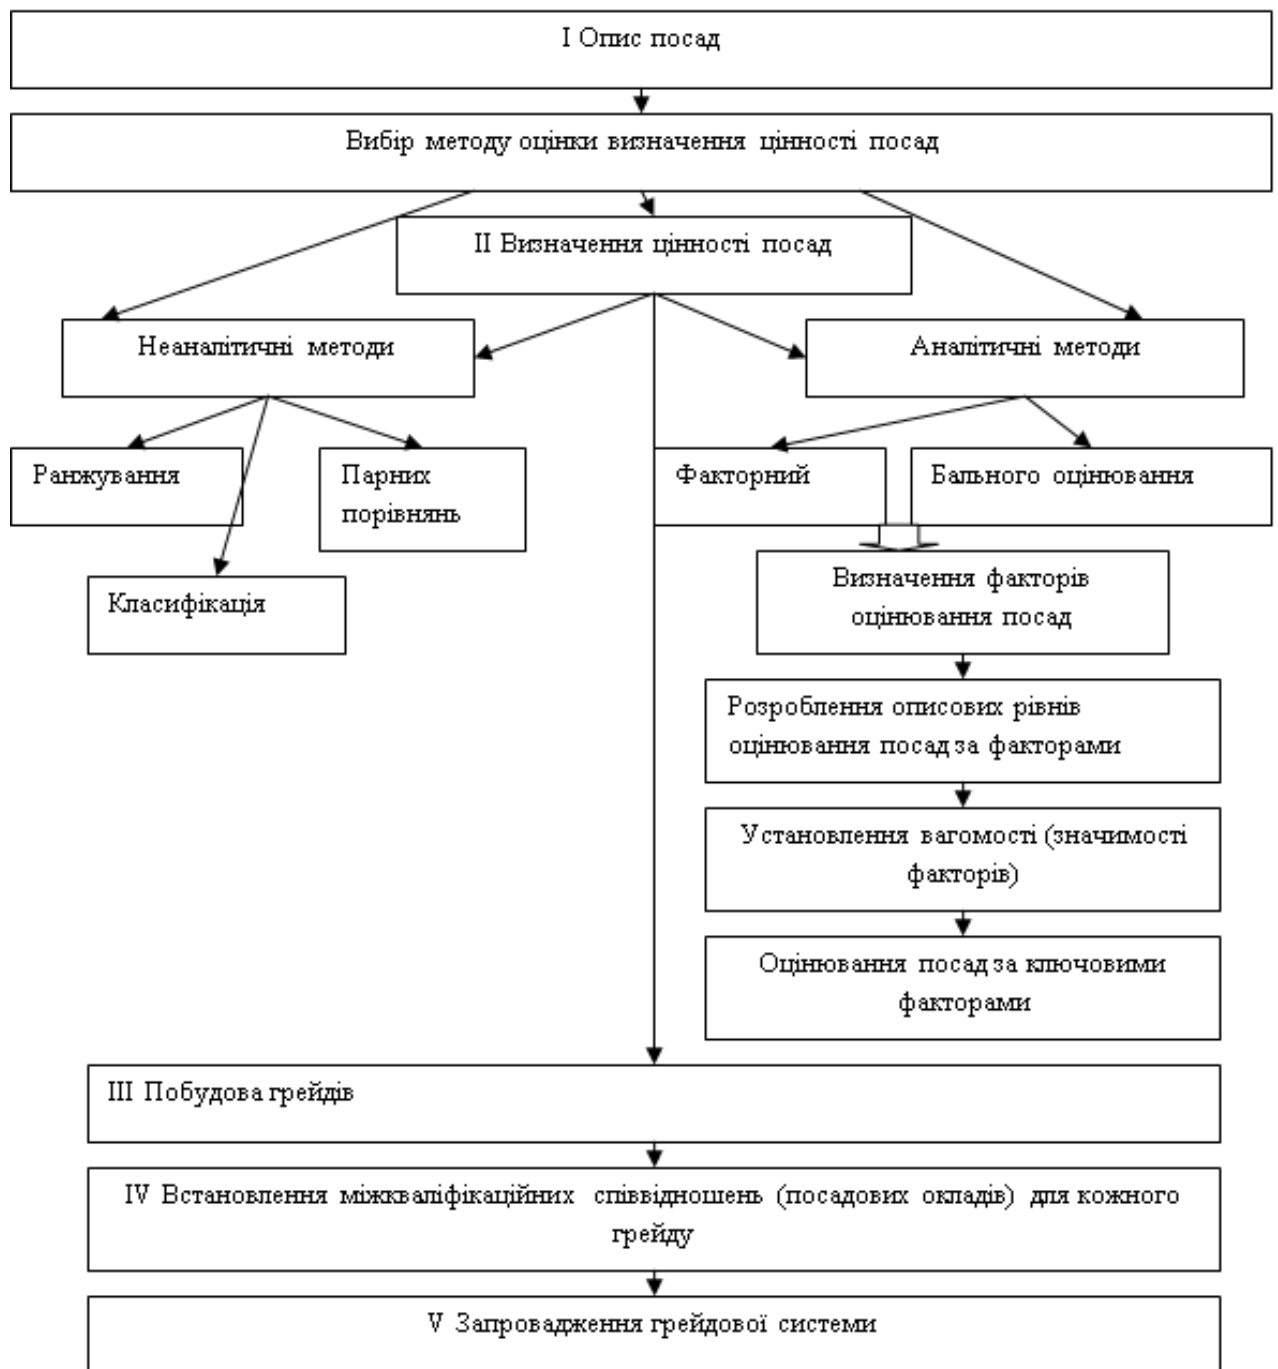 I Опис посад
Вибір методу оцінки визначення цінності посад
II Визначення цінності посад
Неаналітичні методи
Аналітичні методи
Ранжування
Парних
порівнянь
Факторний
Бального оцінювання
Класифікація
Визначення факторів
оцінювання посад
Розроблення описових рівнів
оцінювання посад за факторами
Установлення вагомості (значимості
факторів)
Оцінювання посад за ключовими
факторами
III Побудова грейдів
IV Встановлення міжкваліфікаційних співвідношень (посадових окладів) для кожного
грейду
V Запровадження грейдової системи